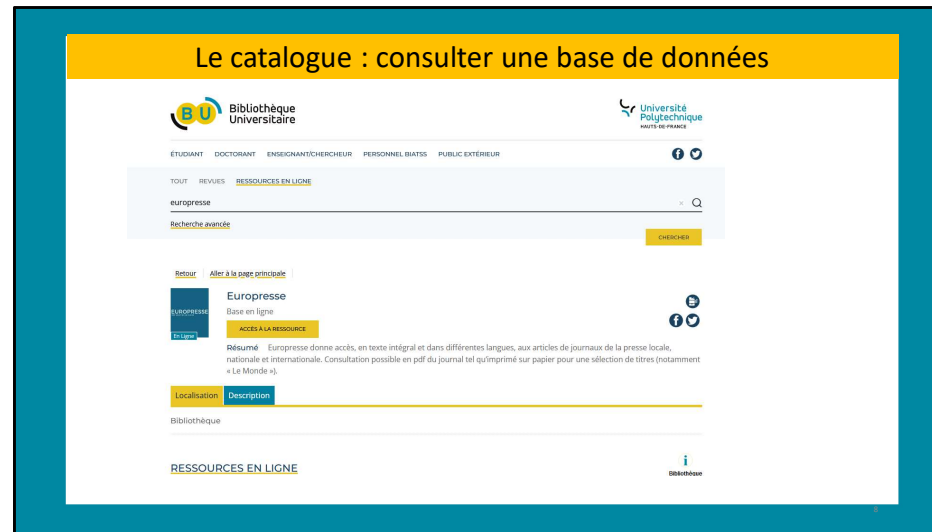 Le catalogue : consulter une base de données
BU Bibliothèque
Universitaire
Université
Polytechnique
HAUTS-DE-FRANCE
ÉTUDIANT DOCTORANT ENSEIGNANT/CHERCHEUR PERSONNEL BIATSS PUBLIC EXTÉRIEUR
TOUT REVUES RESSOURCES EN LIGNE
europresse ×
Recherche avancée
CHERCHER
Retour Aller à la page principale
EUROPRESSE
En Ligne
Europresse
Base en ligne
ACCÈS À LA RESSOURCE
Résumé Europresse donne accès, en texte intégral et dans différentes langues, aux articles de journaux de la presse locale,
nationale et internationale. Consultation possible en pdf du journal tel qu'imprimé sur papier pour une sélection de titres (notamment
« Le Monde »).
Localisation Description
Bibliothèque
RESSOURCES EN LIGNE
i
Bibliothèque
8